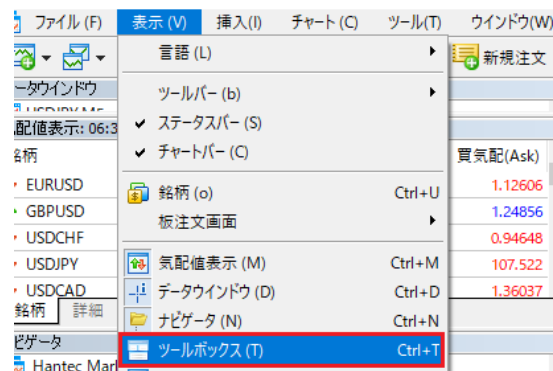 ファイル (F) 表示 (V) 挿入(I) チャート (C) ツール(T) ウインドウ(W)
言語 (L)
新規注文
ータウインドウ
ツールバー (b)
気配値表示: 06:3
ステータスバー (S)
銘柄
チャートバー (C)
買気配(Ask)
EURUSD 銘柄 (o) Ctrl+U 1.12606
GBPUSD 板注文画面 1.24856
USDCHF 0.94648
USDJPY 気配値表示 (M) Ctrl+M 107.522
USDCAD データウインドウ (D) Ctrl+D 1.36037
銘柄 詳細
ナビゲータ (N) Ctrl+N
ビゲータ
ツールボックス (T) Ctrl+T
Hantec Mar